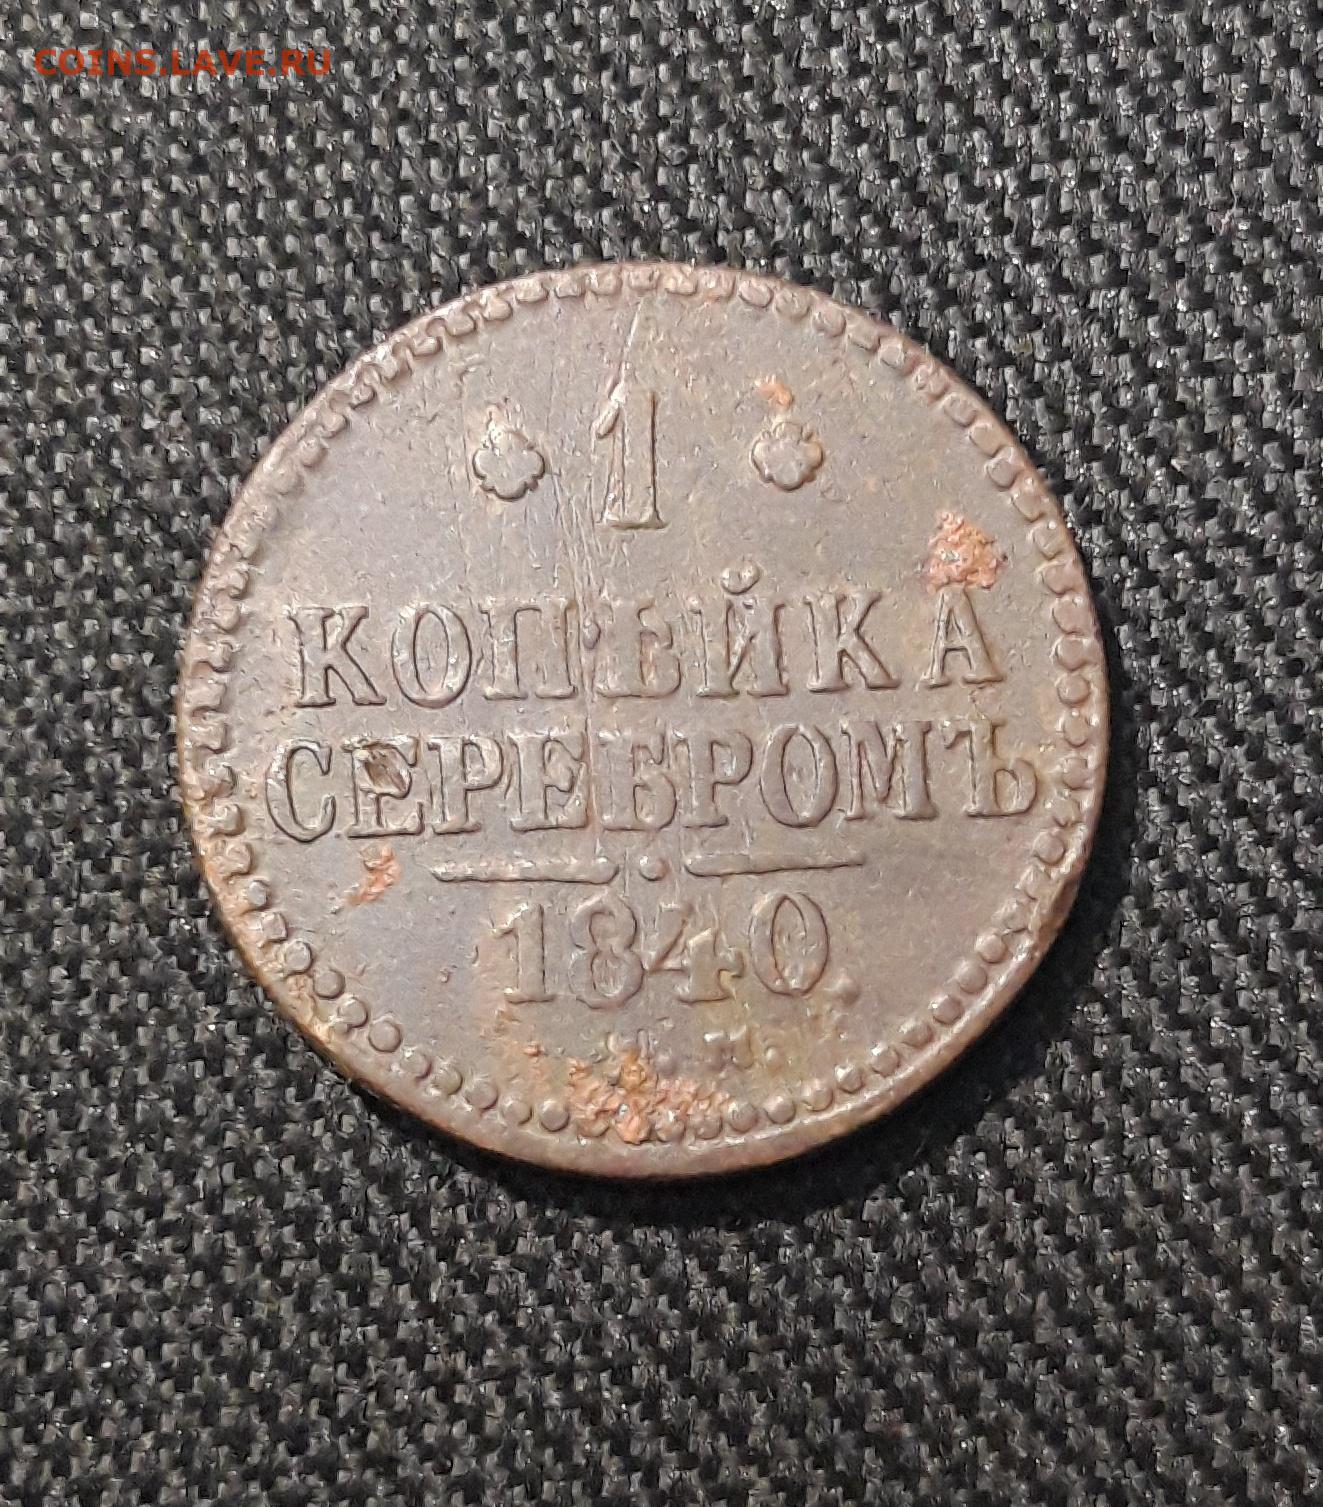 COINS.LAVE.RU
1
КОПѢЙКА
СЕРЕБРОМЪ
1840.